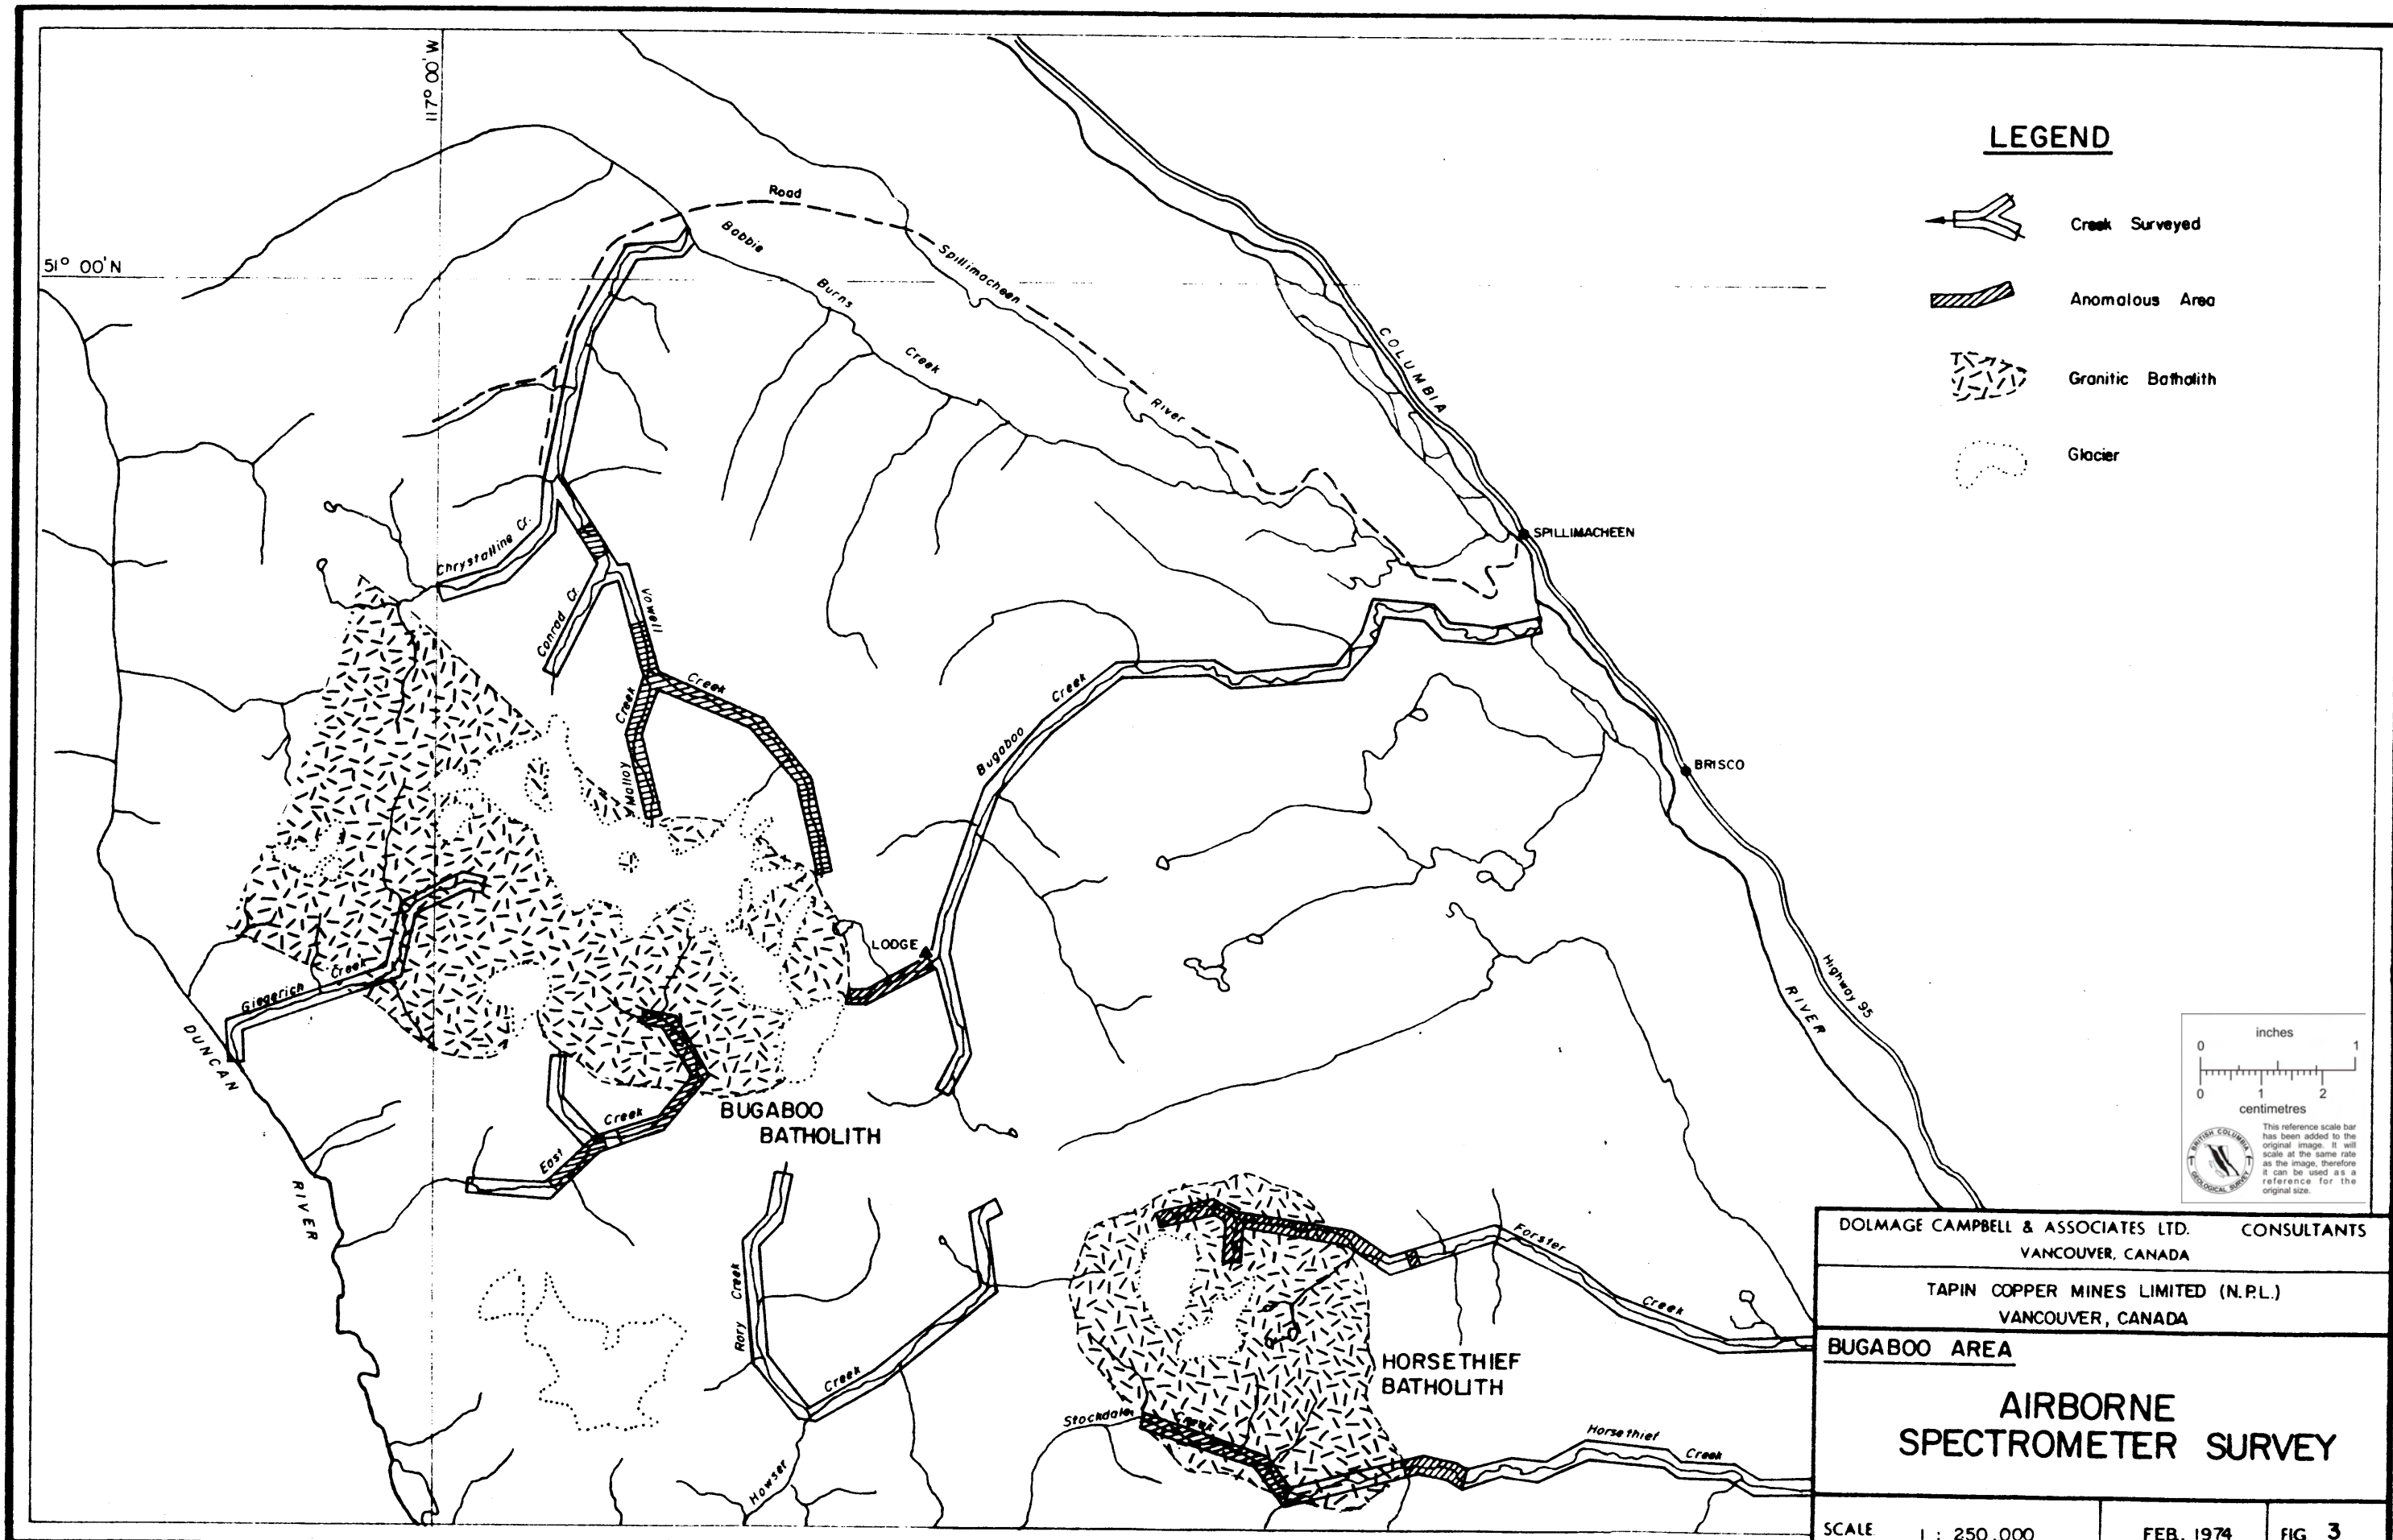 117° 00' W
51° 00' N
Road
Bobbie
Burns
Creek
Spillimacheen
River
COLUMBIA
RIVER
SPILLIMACHEEN
BRISCO
Highway 95
Chrystalline Cr.
Conrad Cr.
Vowell
Creek
Malloy
Creek
Bugaboo
Creek
LODGE
Giegerich
Creek
DUNCAN
RIVER
East
Creek
BUGABOO
BATHOLITH
Rory
Creek
Creek
Howser
Stockdale
Creek
HORSETHIEF
BATHOLITH
Forster
Creek
Horsethief
Creek
LEGEND
Creek Surveyed
Anomalous Area
Granitic Batholith
Glacier
inches
0 1
0 1 2
centimetres
This reference scale bar
has been added to the
original image. It will
scale at the same rate
as the image, therefore
it can be used as a
reference for the
original size.
BRITISH COLUMBIA
GEOLOGICAL SURVEY
DOLMAGE CAMPBELL & ASSOCIATES LTD. CONSULTANTS
VANCOUVER, CANADA
TAPIN COPPER MINES LIMITED (N.P.L.)
VANCOUVER, CANADA
BUGABOO AREA
AIRBORNE
SPECTROMETER SURVEY
SCALE 1 : 250,000
FEB., 1974
FIG 3